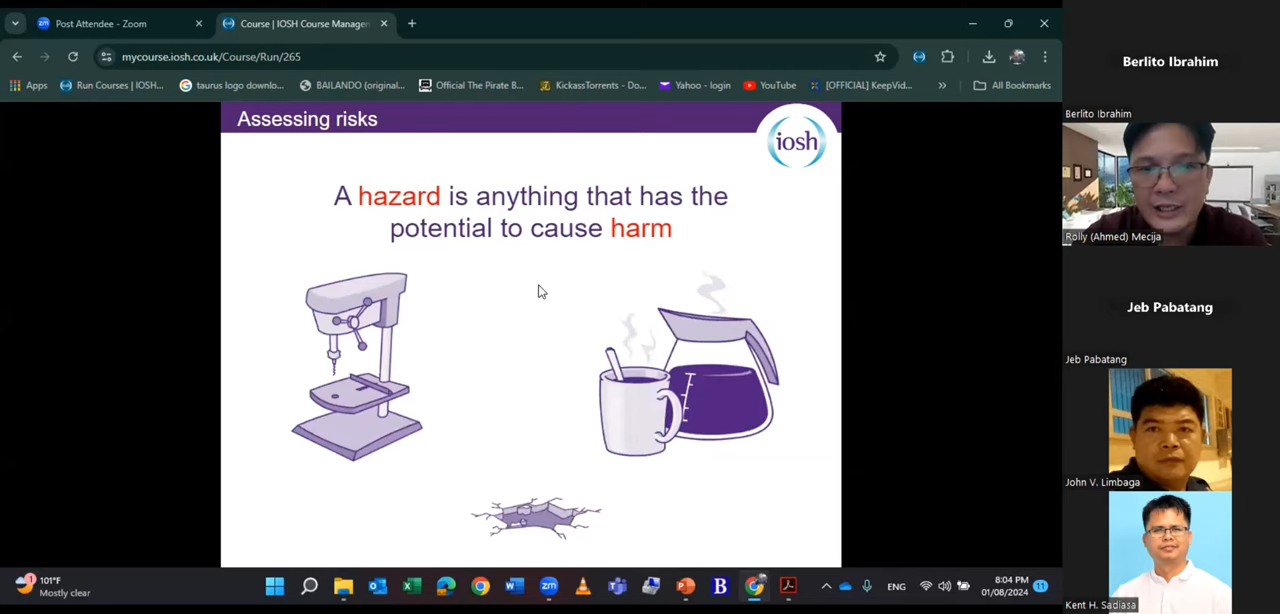 Post Attendee - Zoom
Course | IOSH Course Manager
mycourse.iosh.co.uk/Course/Run/265
Apps
Run Courses | IOSH...
taurus logo downlo...
BAILANDO (original...
Official The Pirate B...
KickassTorrents - Do...
Yahoo - login
YouTube
[OFFICIAL] KeepVid...
»
All Bookmarks
Assessing risks
iosh
A hazard is anything that has the
potential to cause harm
Berlito Ibrahim
Berlito Ibrahim
Rolly (Ahmed) Mecija
Jeb Pabatang
Jeb Pabatang
John V. Limbaga
Kent H. Sadiasa
1
101°F
Mostly clear
ENG
8:04 PM
01/08/2024
11